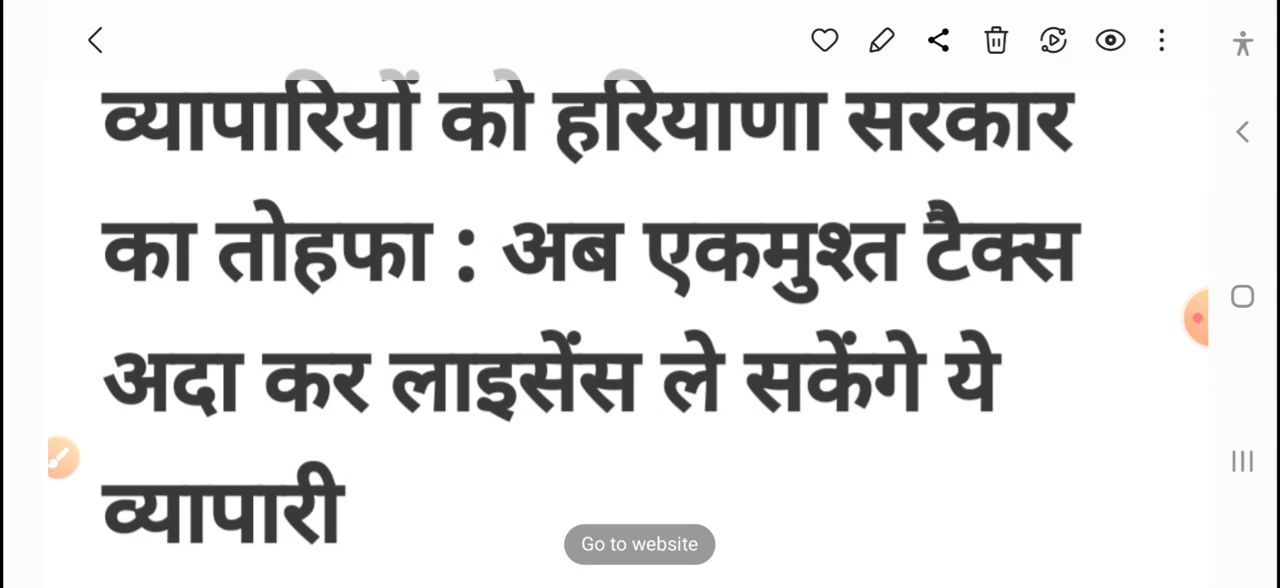 व्यापारियों को हरियाणा सरकार
का तोहफा : अब एकमुश्त टैक्स
अदा कर लाइसेंस ले सकेंगे ये
व्यापारी
Go to website